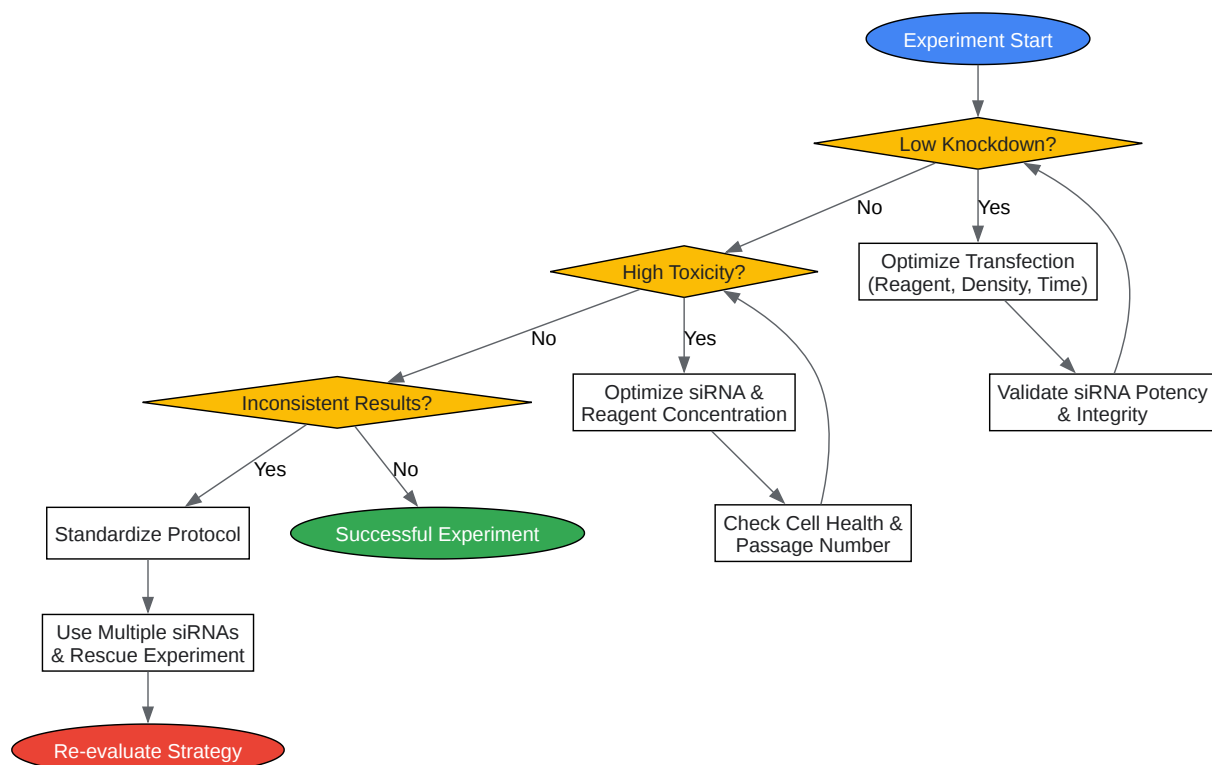 Experiment Start
Low Knockdown?
No
Yes
Optimize Transfection
(Reagent, Density, Time)
High Toxicity?
No
Yes
Validate siRNA Potency
& Integrity
Optimize siRNA &
Reagent Concentration
Inconsistent Results?
Yes
No
Check Cell Health &
Passage Number
Standardize Protocol
Successful Experiment
Use Multiple siRNAs
& Rescue Experiment
Re-evaluate Strategy